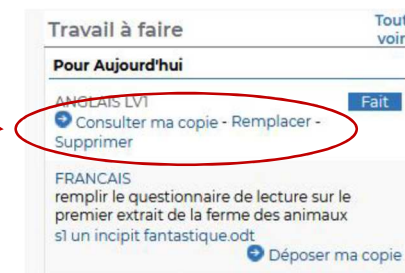 Travail à faire
Tout
voir
Pour Aujourd'hui
ANGLAIS LV1
Fait
Consulter ma copie - Remplacer -
Supprimer
FRANCAIS
remplir le questionnaire de lecture sur le
premier extrait de la ferme des animaux
s1 un incipit fantastique.odt
Déposer ma copie